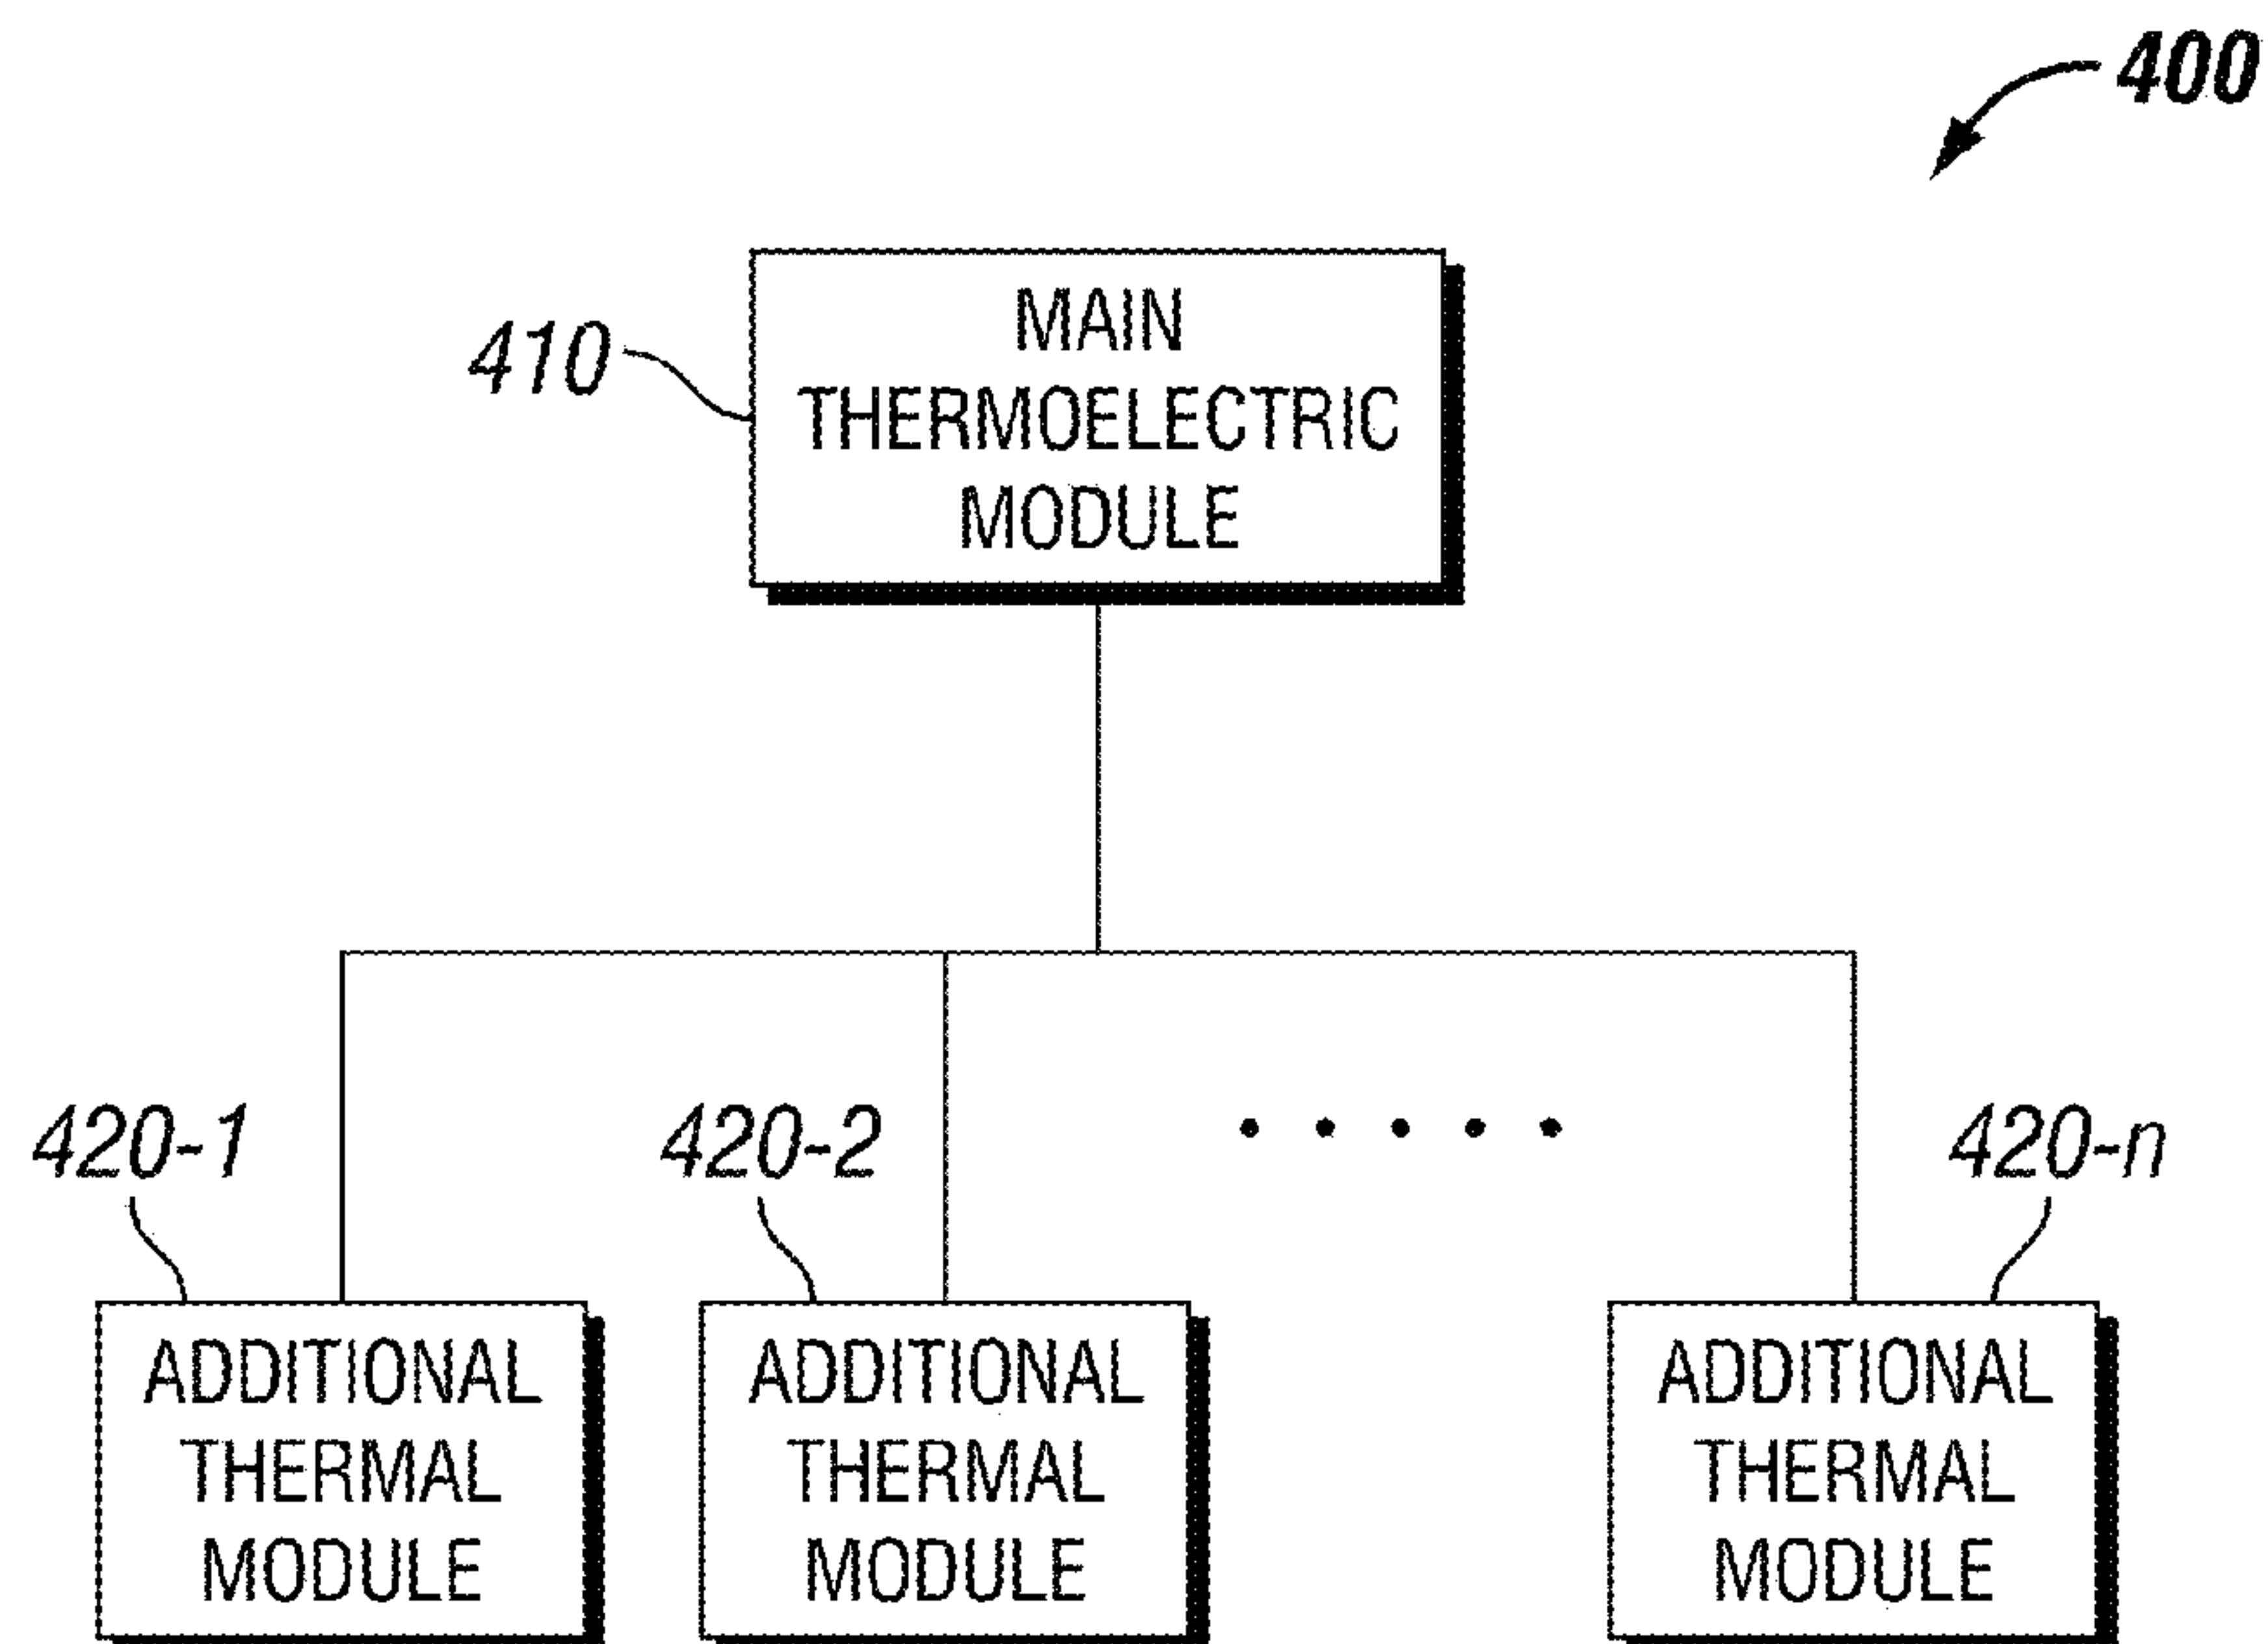 400
410
MAIN
THERMOELECTRIC
MODULE
420-1
420-2
420-n
ADDITIONAL
THERMAL
MODULE
ADDITIONAL
THERMAL
MODULE
ADDITIONAL
THERMAL
MODULE